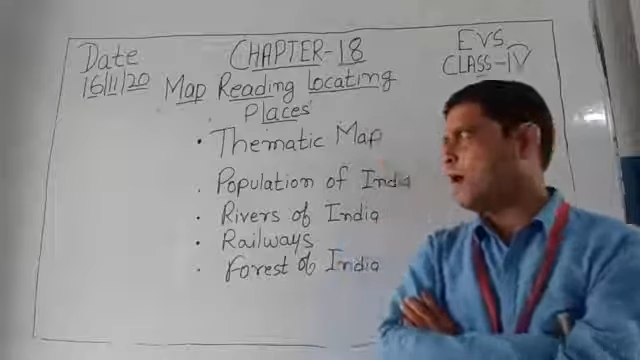 Date
16/11/20
CHAPTER-18
EVS
CLASS-IV
Map Reading Locating
Places
• Thematic Map
• Population of India
• Rivers of India
• Railways
• Forest of India